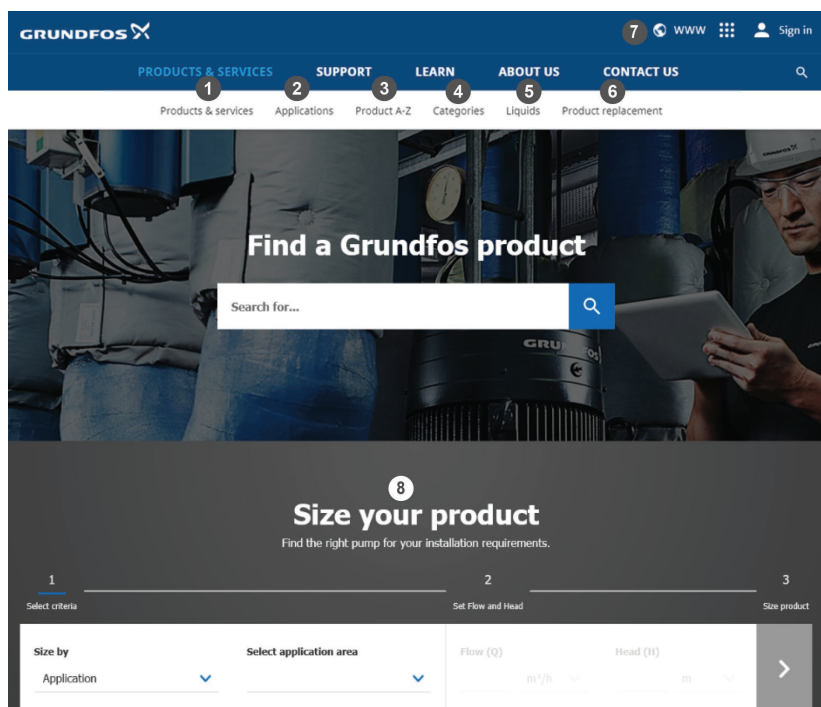 GRUNDFOS
7 WWW Sign in
PRODUCTS & SERVICES SUPPORT LEARN ABOUT US CONTACT US
1 2 3 4 5 6
Products & services Applications Product A-Z Categories Liquids Product replacement
GRUNDFOS
Find a Grundfos product
Search for...
GRUNDFOS
8
Size your product
Find the right pump for your installation requirements.
1 2 3
Select criteria Set Flow and Head Size product
Size by Select application area Flow (Q) Head (H)
Application m³/h m